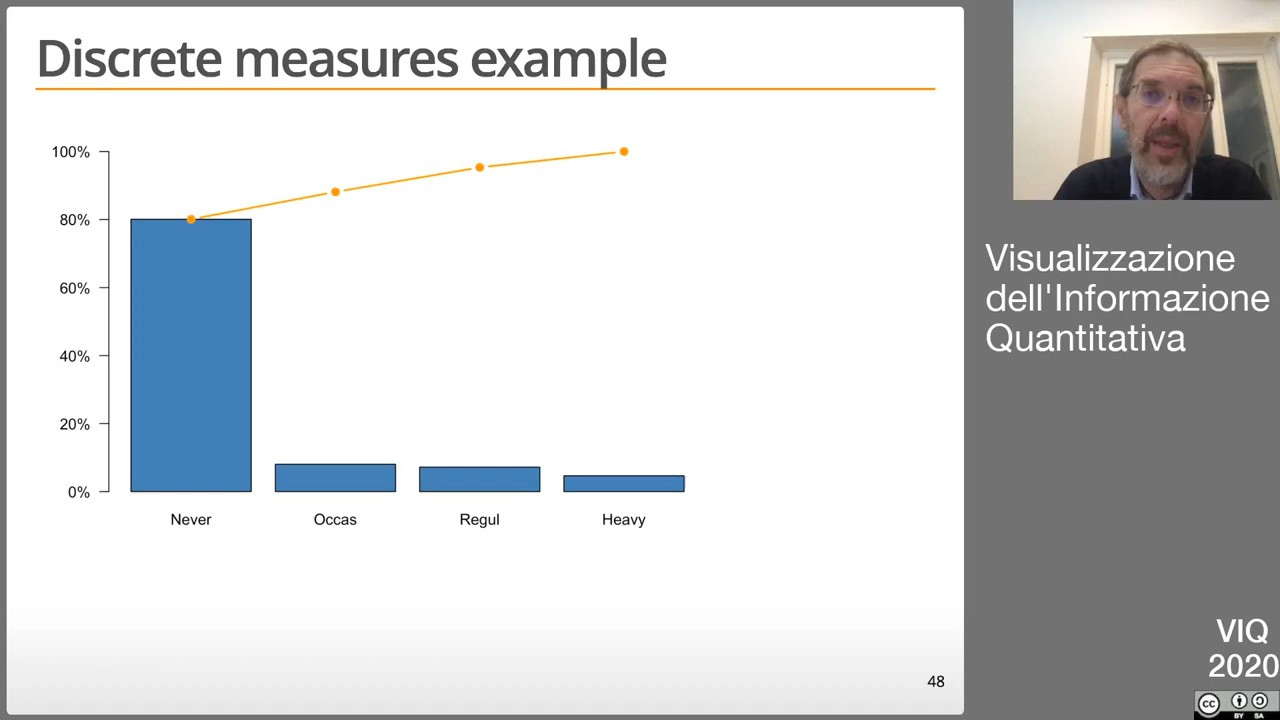 Discrete measures example
100%
80%
60%
40%
20%
0%
Never Occas Regul Heavy
48
Visualizzazione
dell'Informazione
Quantitativa
VIQ
2020
cc
BY SA